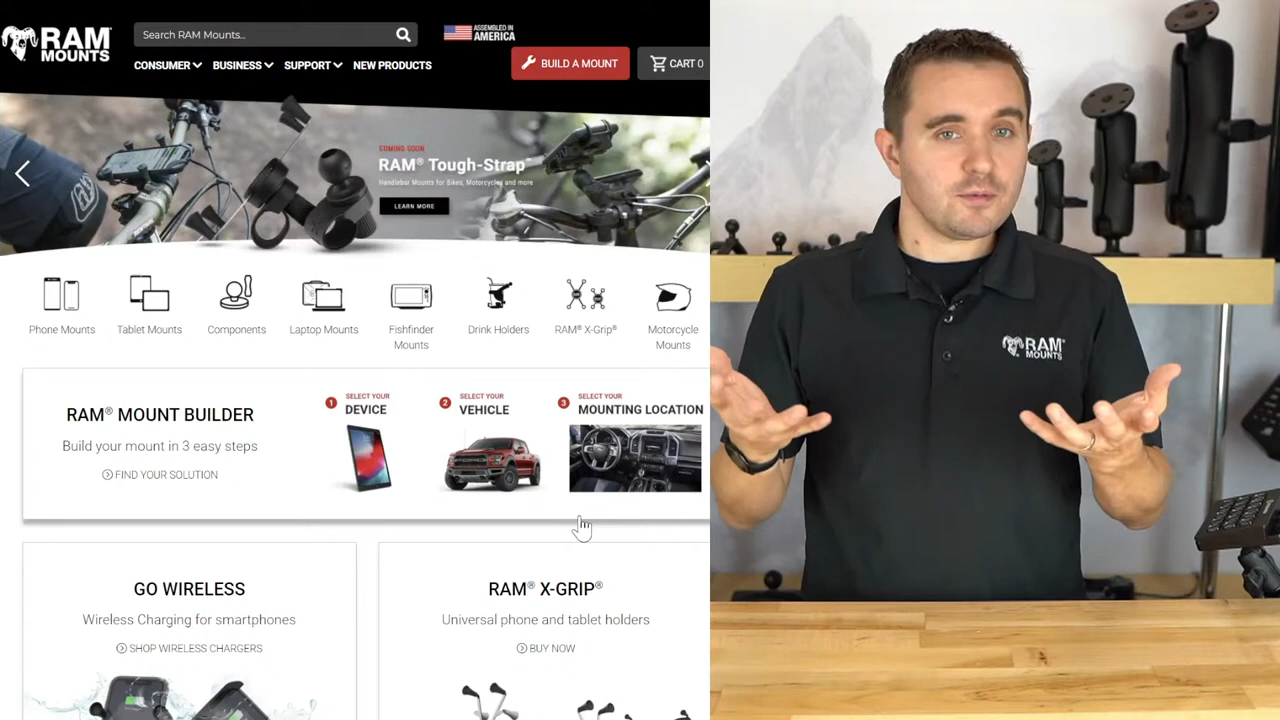 RAM
MOUNTS
Search RAM Mounts...
ASSEMBLED IN
AMERICA
CONSUMER BUSINESS SUPPORT NEW PRODUCTS
BUILD A MOUNT
CART 0
COMING SOON
RAM® Tough-Strap™
Handlebar Mounts for Bikes, Motorcycles and more
LEARN MORE
Phone Mounts
Tablet Mounts
Components
Laptop Mounts
Fishfinder
Mounts
Drink Holders
RAM® X-Grip®
Motorcycle
Mounts
RAM® MOUNT BUILDER
Build your mount in 3 easy steps
FIND YOUR SOLUTION
1 SELECT YOUR
DEVICE
2 SELECT YOUR
VEHICLE
3 SELECT YOUR
MOUNTING LOCATION
GO WIRELESS
Wireless Charging for smartphones
SHOP WIRELESS CHARGERS
RAM® X-GRIP®
Universal phone and tablet holders
BUY NOW
RAM
MOUNTS